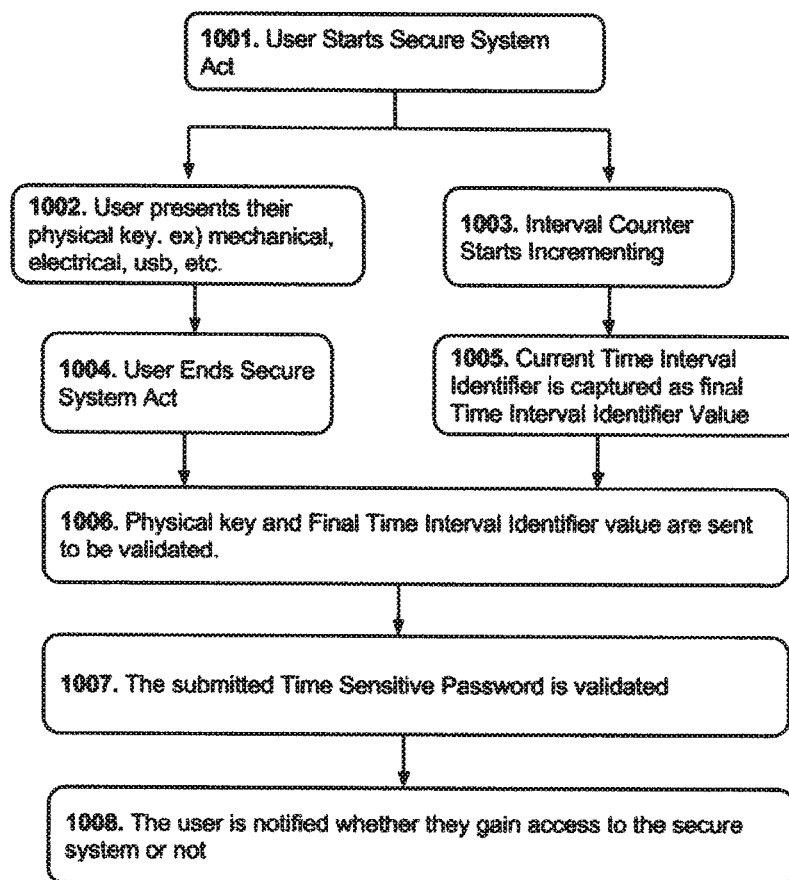 1001. User Starts Secure System
Act
1002. User presents their
physical key. ex) mechanical,
electrical, usb, etc.
1003. Interval Counter
Starts Incrementing
1004. User Ends Secure
System Act
1005. Current Time Interval
Identifier is captured as final
Time Interval Identifier Value
1006. Physical key and Final Time Interval Identifier value are sent
to be validated.
1007. The submitted Time Sensitive Password is validated
1008. The user is notified whether they gain access to the secure
system or not